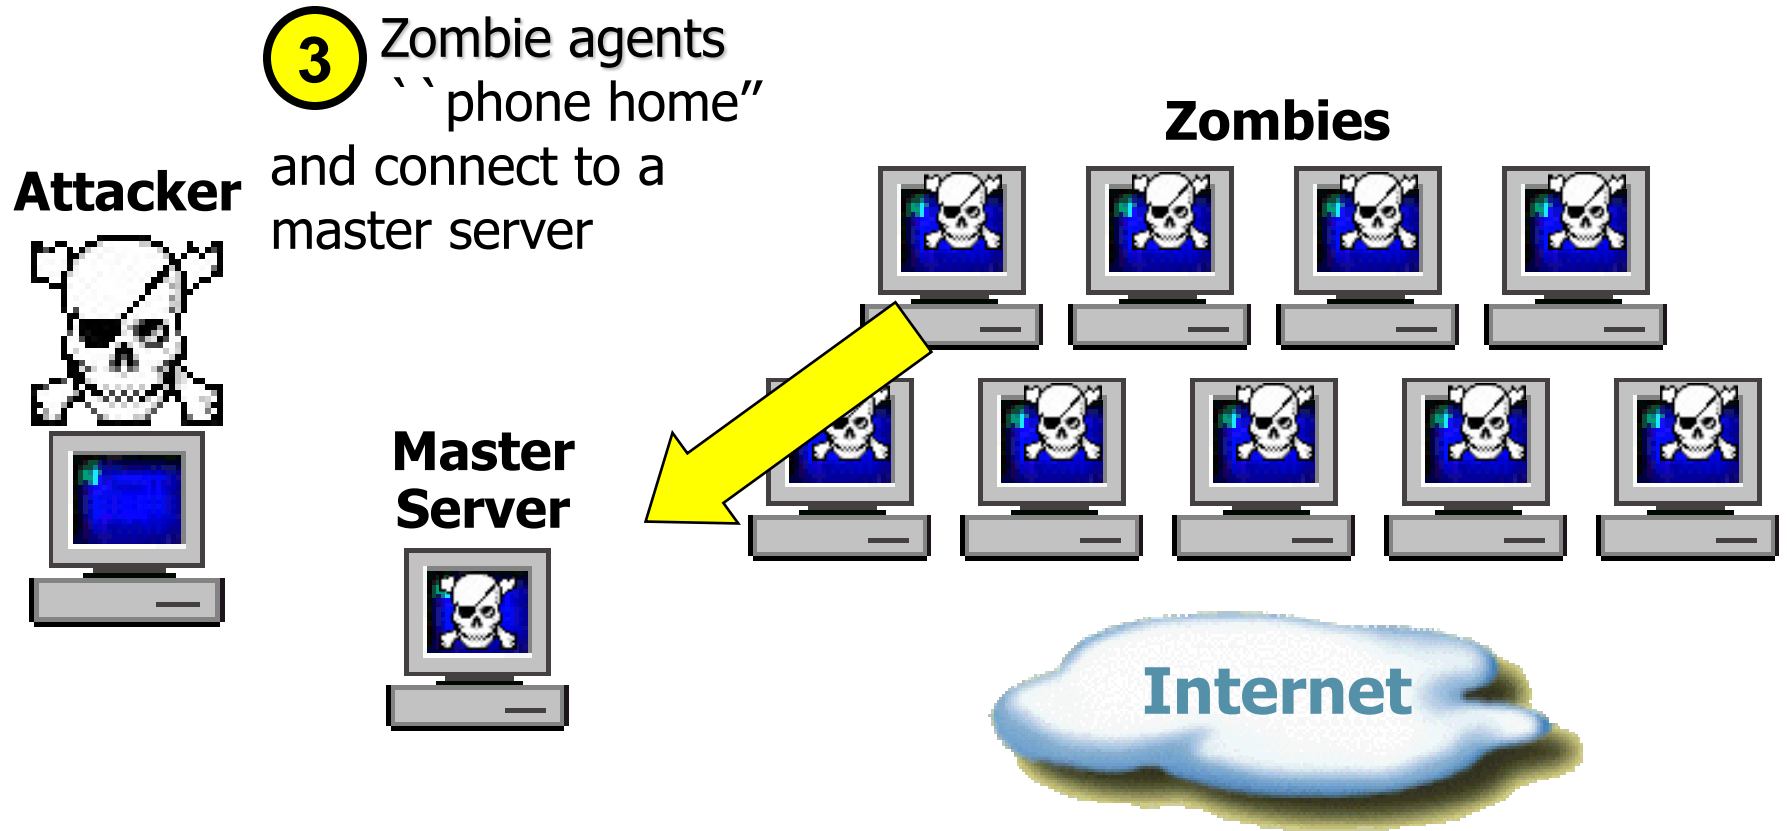 3
Zombie agents
``phone home”
and connect to a
master server
Attacker
Zombies
Master
Server
Internet